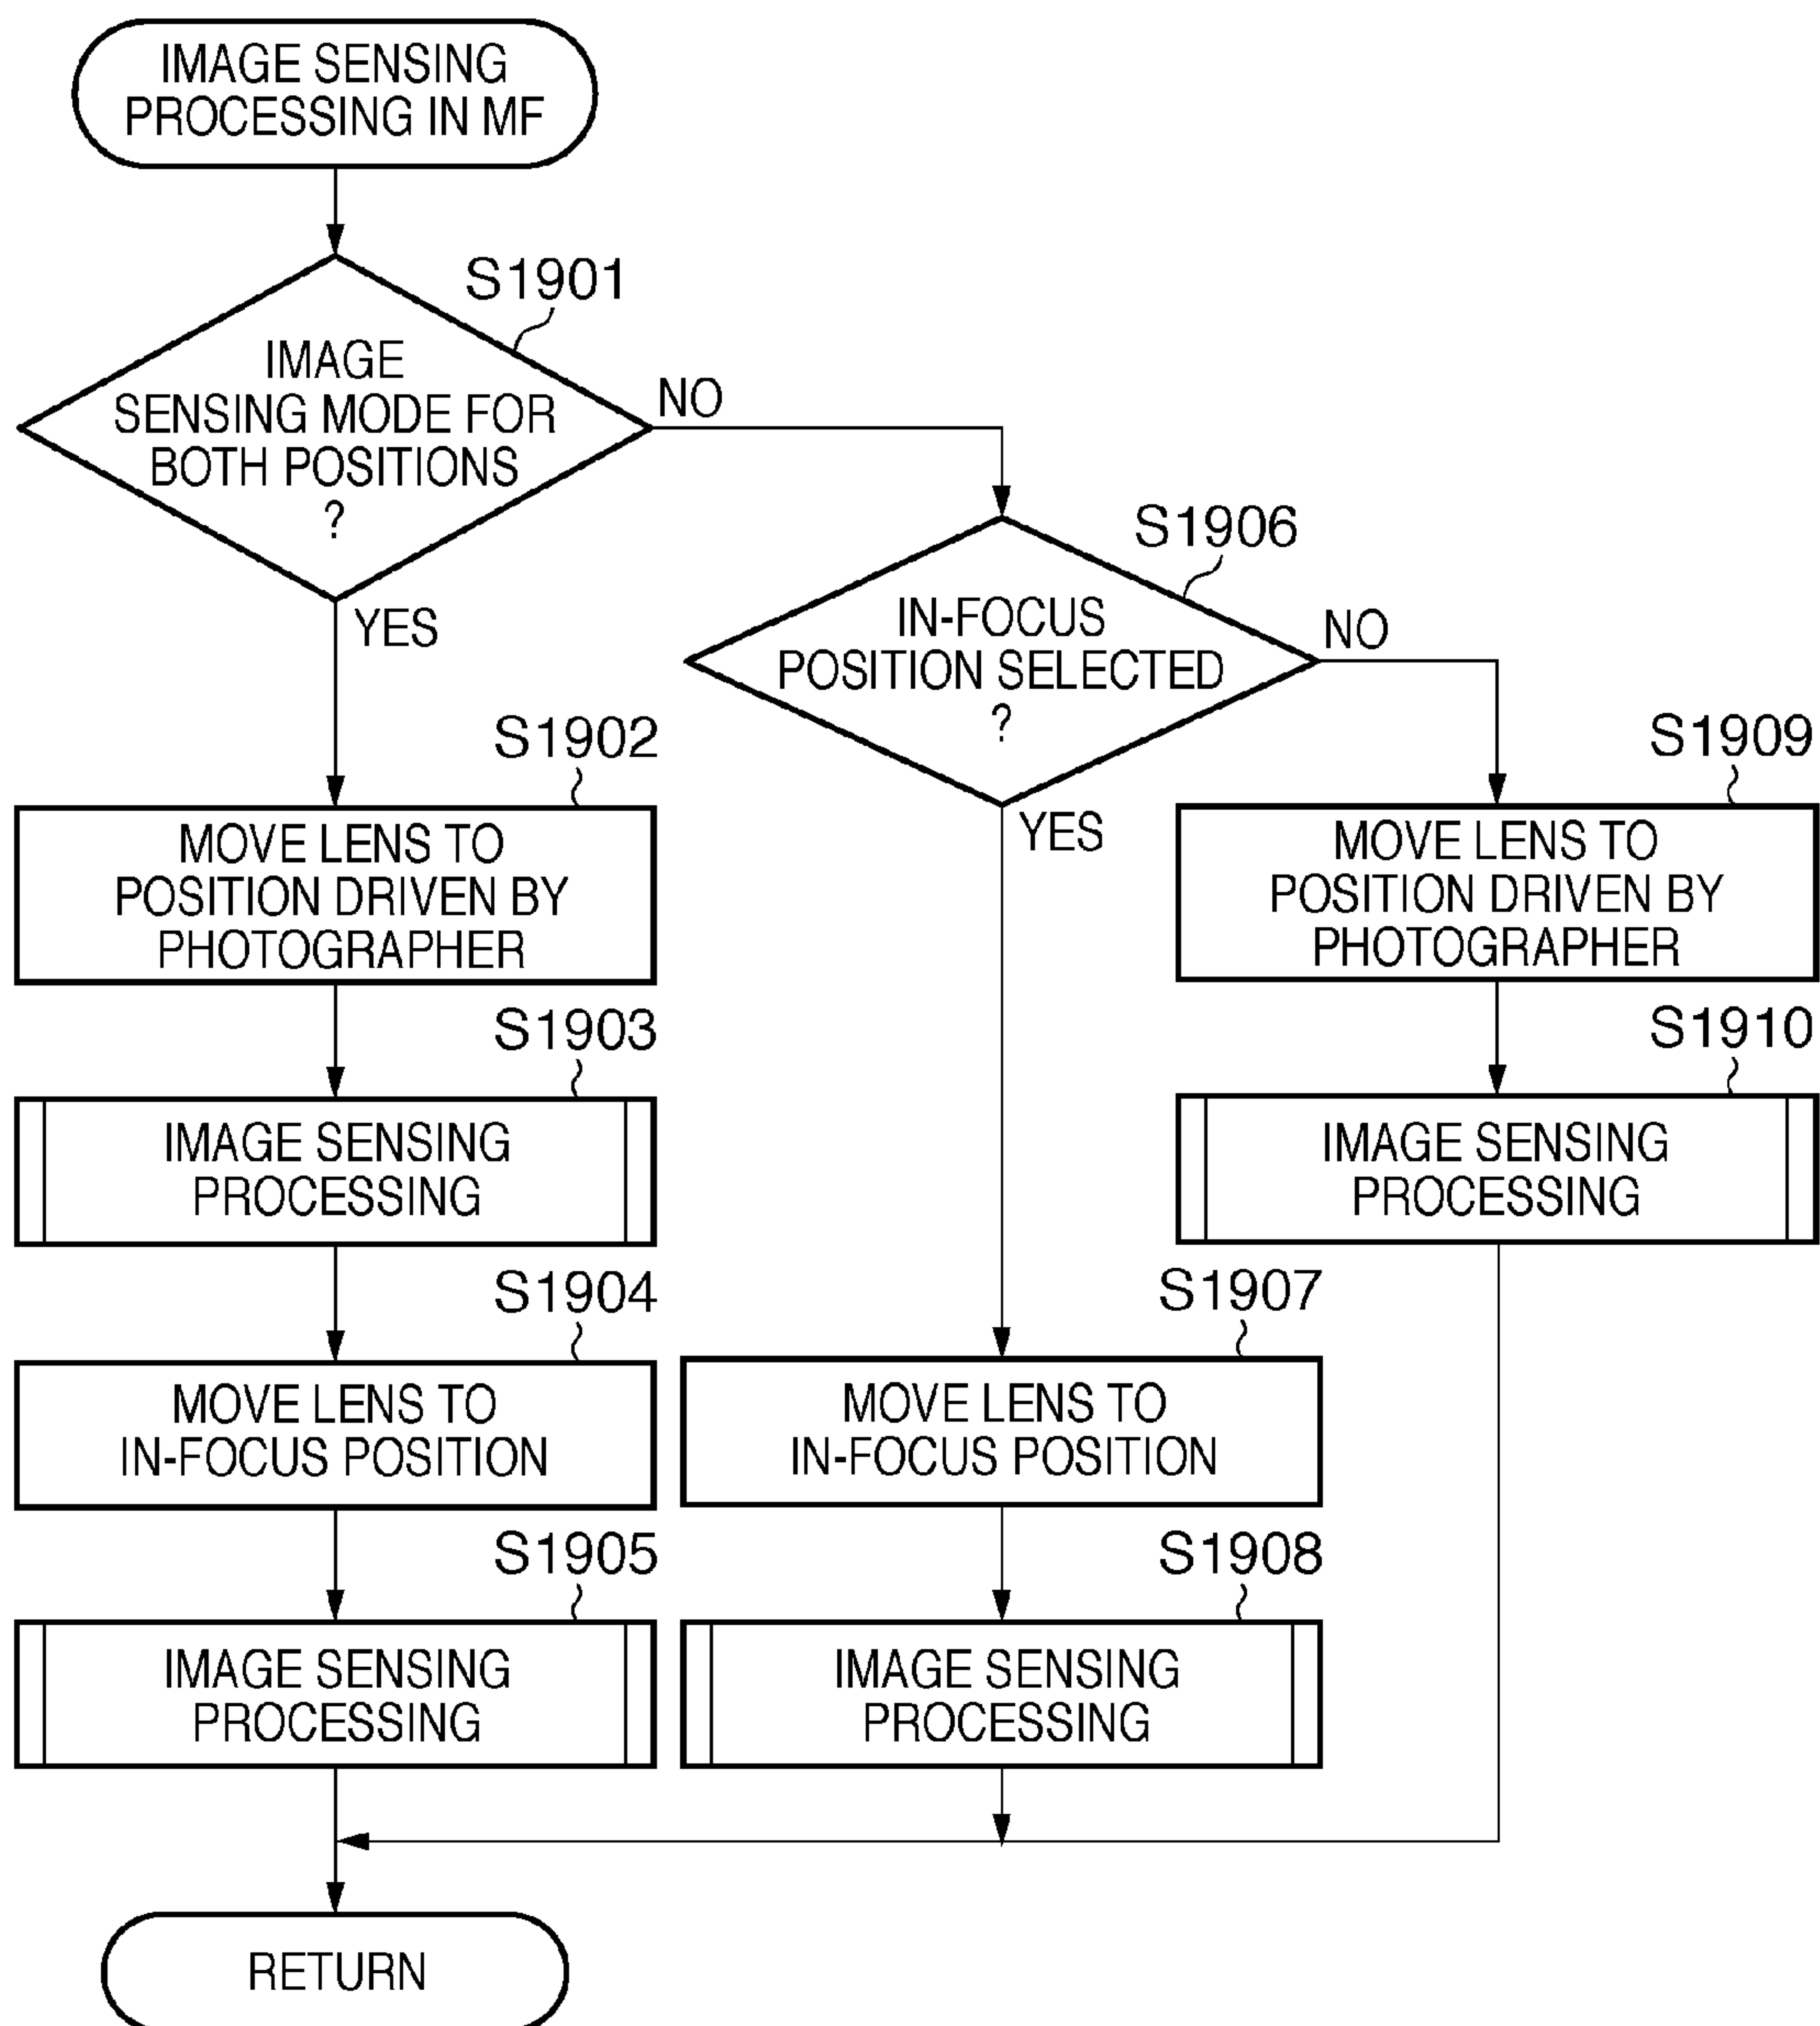 IMAGE SENSING
PROCESSING IN MF
S1901
IMAGE
SENSING MODE FOR
BOTH POSITIONS
?
NO
YES
S1906
IN-FOCUS
POSITION SELECTED
?
NO
YES
S1902
MOVE LENS TO
POSITION DRIVEN BY
PHOTOGRAPHER
S1909
MOVE LENS TO
POSITION DRIVEN BY
PHOTOGRAPHER
S1903
IMAGE SENSING
PROCESSING
S1910
IMAGE SENSING
PROCESSING
S1904
MOVE LENS TO
IN-FOCUS POSITION
S1907
MOVE LENS TO
IN-FOCUS POSITION
S1905
IMAGE SENSING
PROCESSING
S1908
IMAGE SENSING
PROCESSING
RETURN